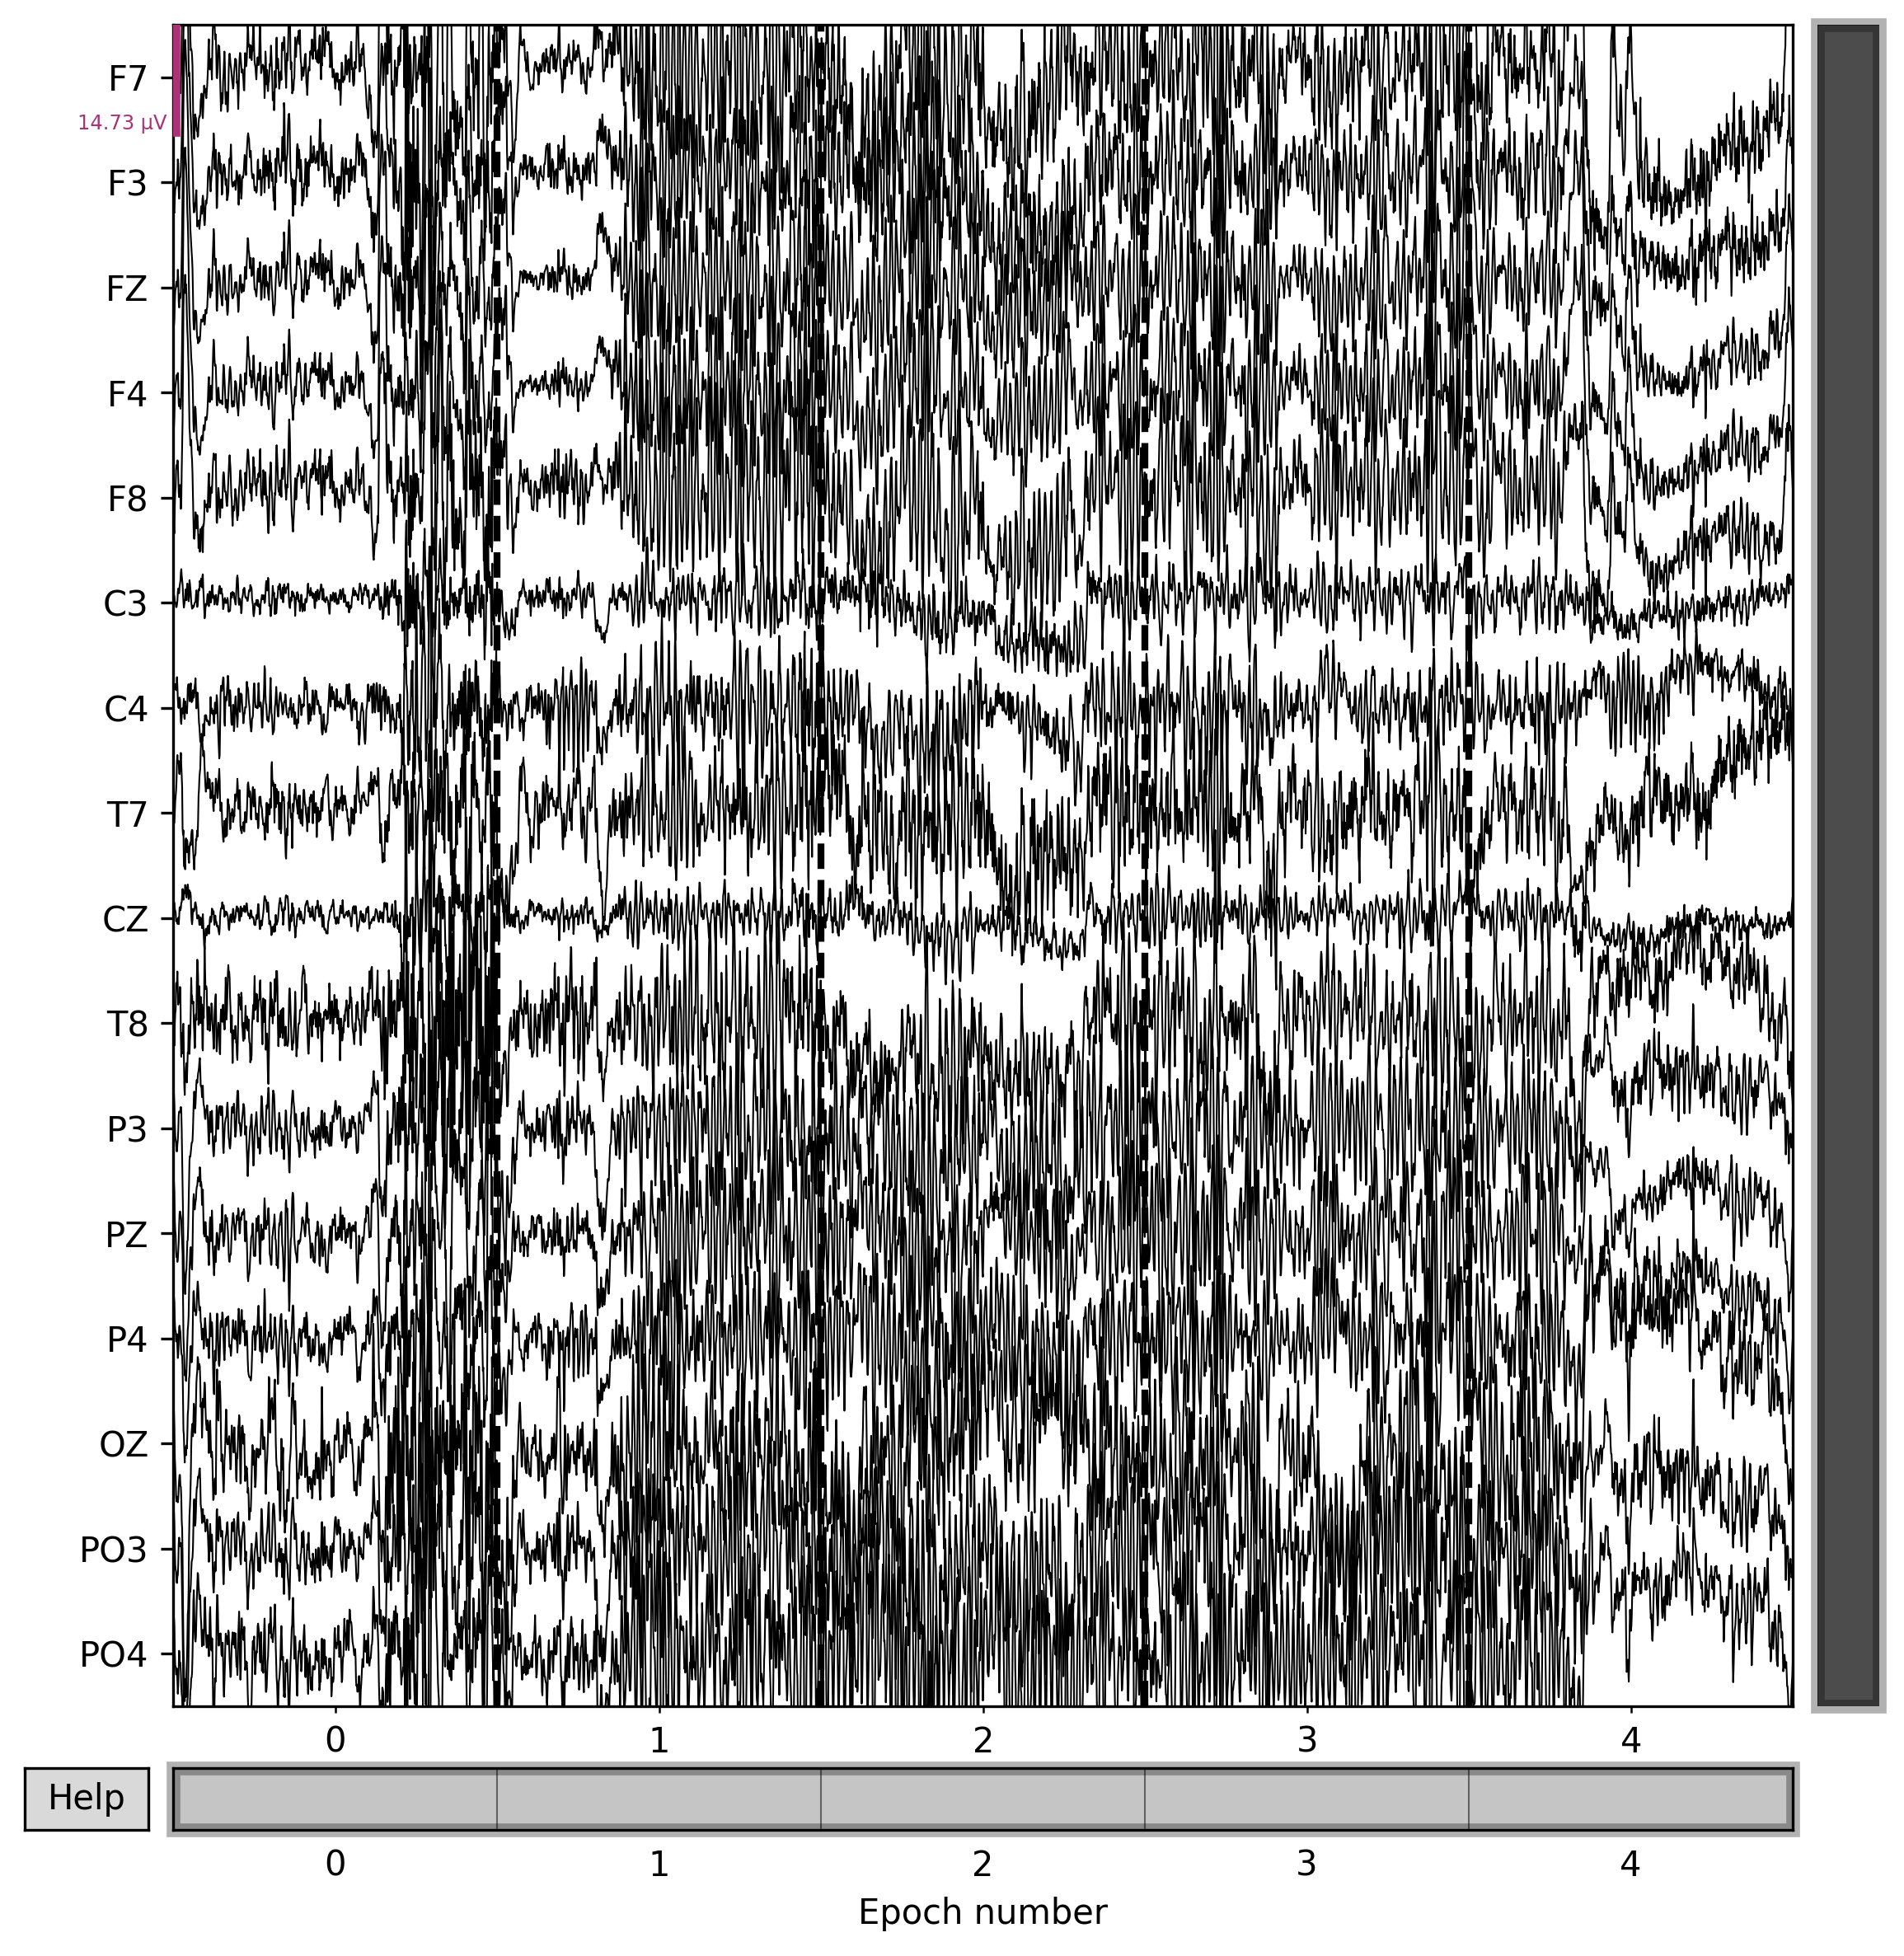 F7
14.73 µV
F3
FZ
F4
F8
C3
C4
T7
CZ
T8
P3
PZ
P4
OZ
PO3
PO4
0 1 2 3 4
Help
0 1 2 3 4
Epoch number